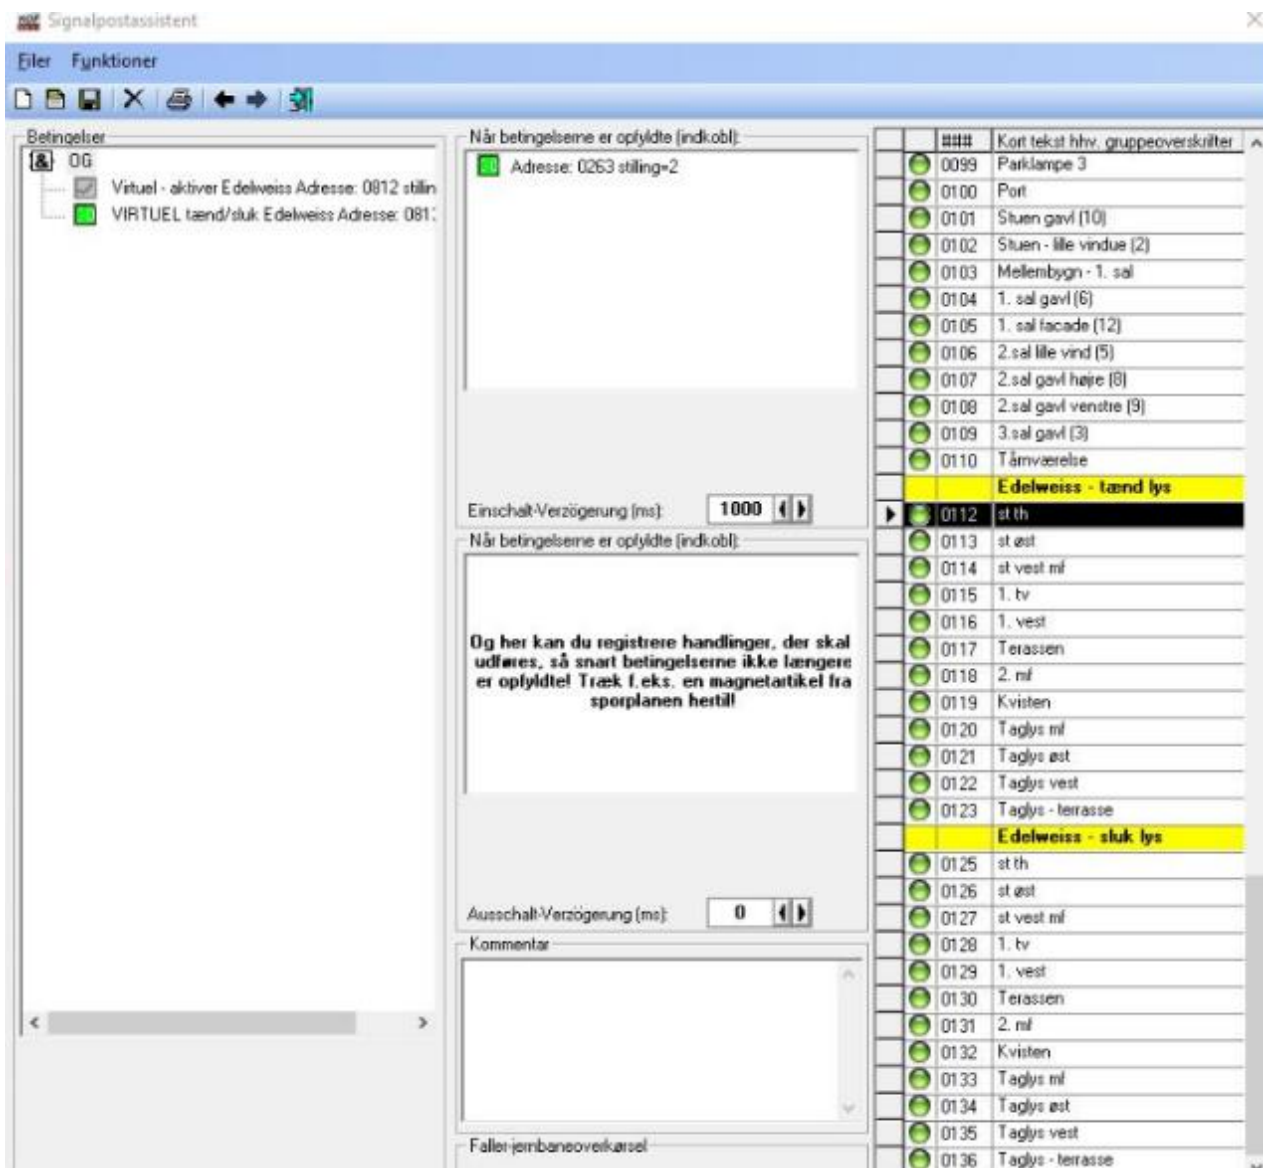 Signalpostassistent
Filer Funktioner
Betingelser
OG
Virtuel - aktiver Edelweiss Adresse: 0812 stillin
VIRTUEL tænd/sluk Edelweiss Adresse: 081
Når betingelserne er opfyldte (indkobl):
Adresse: 0263 stilling=2
Einschalt-Verzögerung (ms): 1000
Når betingelserne er opfyldte (indkobl):
Og her kan du registrere handlinger, der skal
udføres, så snart betingelserne ikke længere
er opfyldte! Træk f.eks. en magnetartikel fra
sporplanen hertil!
Ausschalt-Verzögerung (ms): 0
Kommentar
Faller-jernbaneoverkørsel
### Kort tekst hhv. gruppeoverskrifter
0099 Parklampe 3
0100 Port
0101 Stuen gavl (10)
0102 Stuen - lille vindue (2)
0103 Mellembygn - 1. sal
0104 1. sal gavl (6)
0105 1. sal facade (12)
0106 2.sal lille vind (5)
0107 2.sal gavl højre (8)
0108 2.sal gavl venstre (9)
0109 3.sal gavl (3)
0110 Tårnværelse
Edelweiss - tænd lys
0112 st th
0113 st øst
0114 st vest mf
0115 1. tv
0116 1. vest
0117 Terassen
0118 2. mf
0119 Kvisten
0120 Taglys mf
0121 Taglys øst
0122 Taglys vest
0123 Taglys - terrasse
Edelweiss - sluk lys
0125 st th
0126 st øst
0127 st vest mf
0128 1. tv
0129 1. vest
0130 Terassen
0131 2. mf
0132 Kvisten
0133 Taglys mf
0134 Taglys øst
0135 Taglys vest
0136 Taglys - terrasse